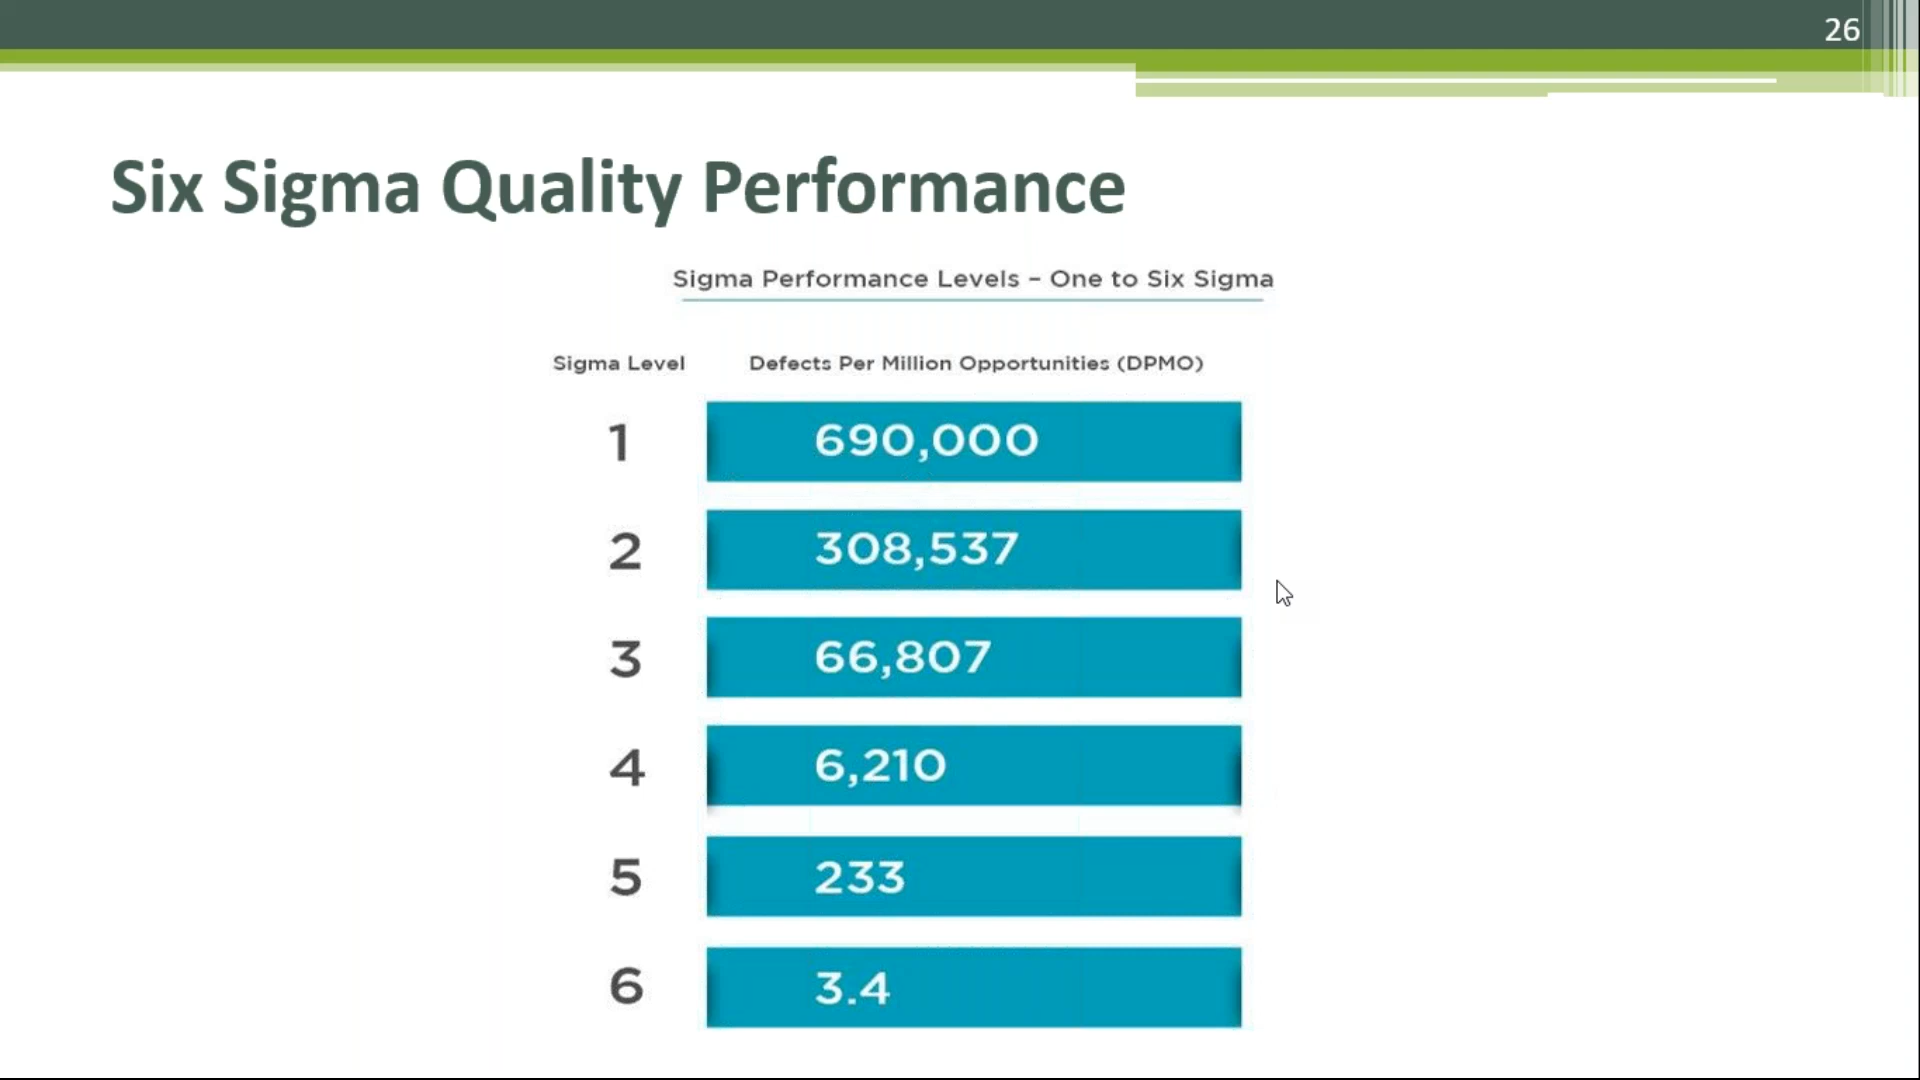 26
Six Sigma Quality Performance
Sigma Performance Levels – One to Six Sigma
Sigma Level Defects Per Million Opportunities (DPMO)
1 690,000
2 308,537
3 66,807
4 6,210
5 233
6 3.4